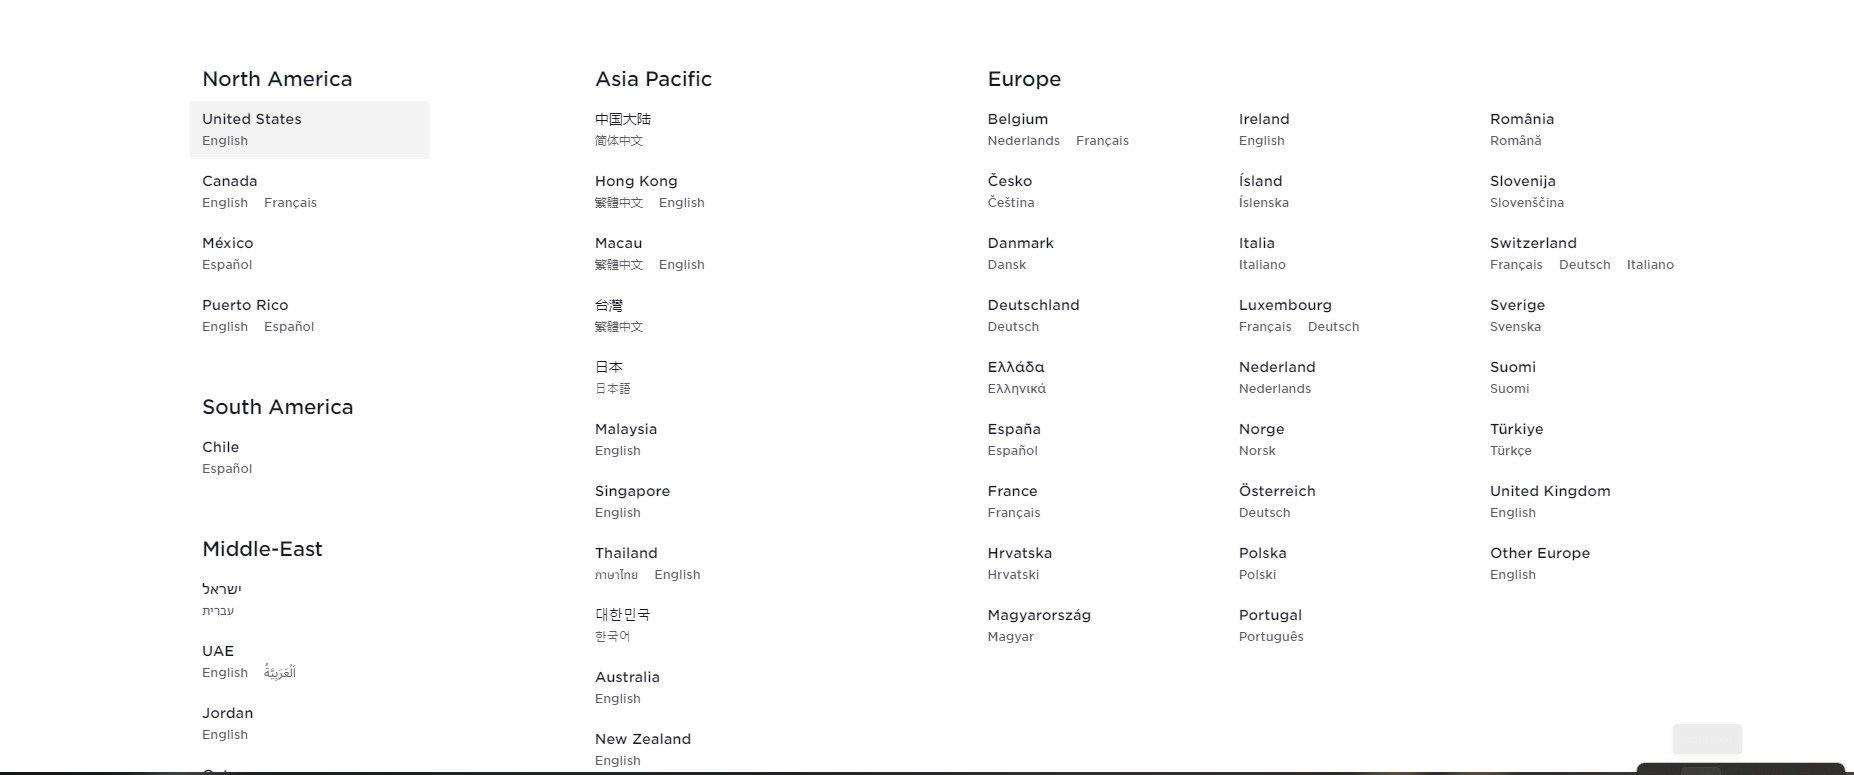 North America
United States
English
Canada
English Français
México
Español
Puerto Rico
English Español
South America
Chile
Español
Middle-East
ישראל
עברית
UAE
English اَلْعَرَبِيَّةُ
Jordan
English
Asia Pacific
中国大陆
简体中文
Hong Kong
繁體中文 English
Macau
繁體中文 English
台灣
繁體中文
日本
日本語
Malaysia
English
Singapore
English
Thailand
ภาษาไทย English
대한민국
한국어
Australia
English
New Zealand
English
Europe
Belgium
Nederlands Français
Česko
Čeština
Danmark
Dansk
Deutschland
Deutsch
Ελλάδα
Ελληνικά
España
Español
France
Français
Hrvatska
Hrvatski
Magyarország
Magyar
Ireland
English
Ísland
Íslenska
Italia
Italiano
Luxembourg
Français Deutsch
Nederland
Nederlands
Norge
Norsk
Österreich
Deutsch
Polska
Polski
Portugal
Português
România
Română
Slovenija
Slovenščina
Switzerland
Français Deutsch Italiano
Sverige
Svenska
Suomi
Suomi
Türkiye
Türkçe
United Kingdom
English
Other Europe
English